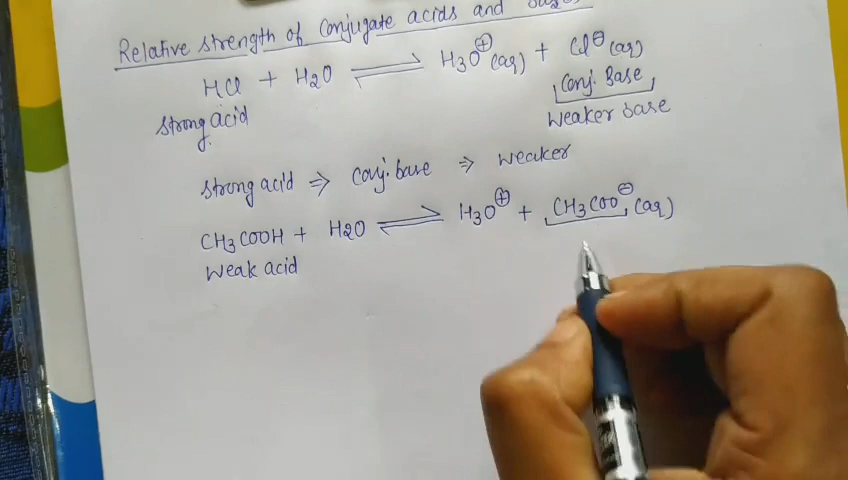 Relative strength of Conjugate acids and
HCl + H2O ⇌ H3O⊕(aq) + Cl⊖(aq)
Strong acid
Conj. Base
Weaker base
Strong acid ⇒ Conj. base ⇒ Weaker
CH3COOH + H2O ⇌ H3O⊕ + CH3COO⊖(aq)
Weak acid